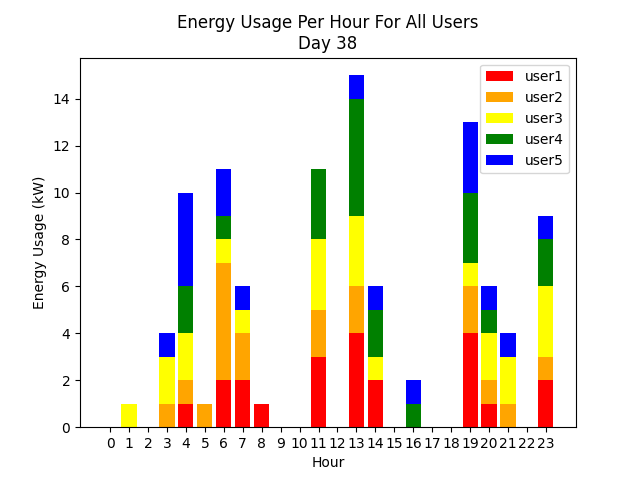 Energy Usage Per Hour For All Users
Day 38
user1
user2
user3
user4
user5
14
12
10
8
6
4
2
0
Energy Usage (kW)
0 1 2 3 4 5 6 7 8 9 10 11 12 13 14 15 16 17 18 19 20 21 22 23
Hour